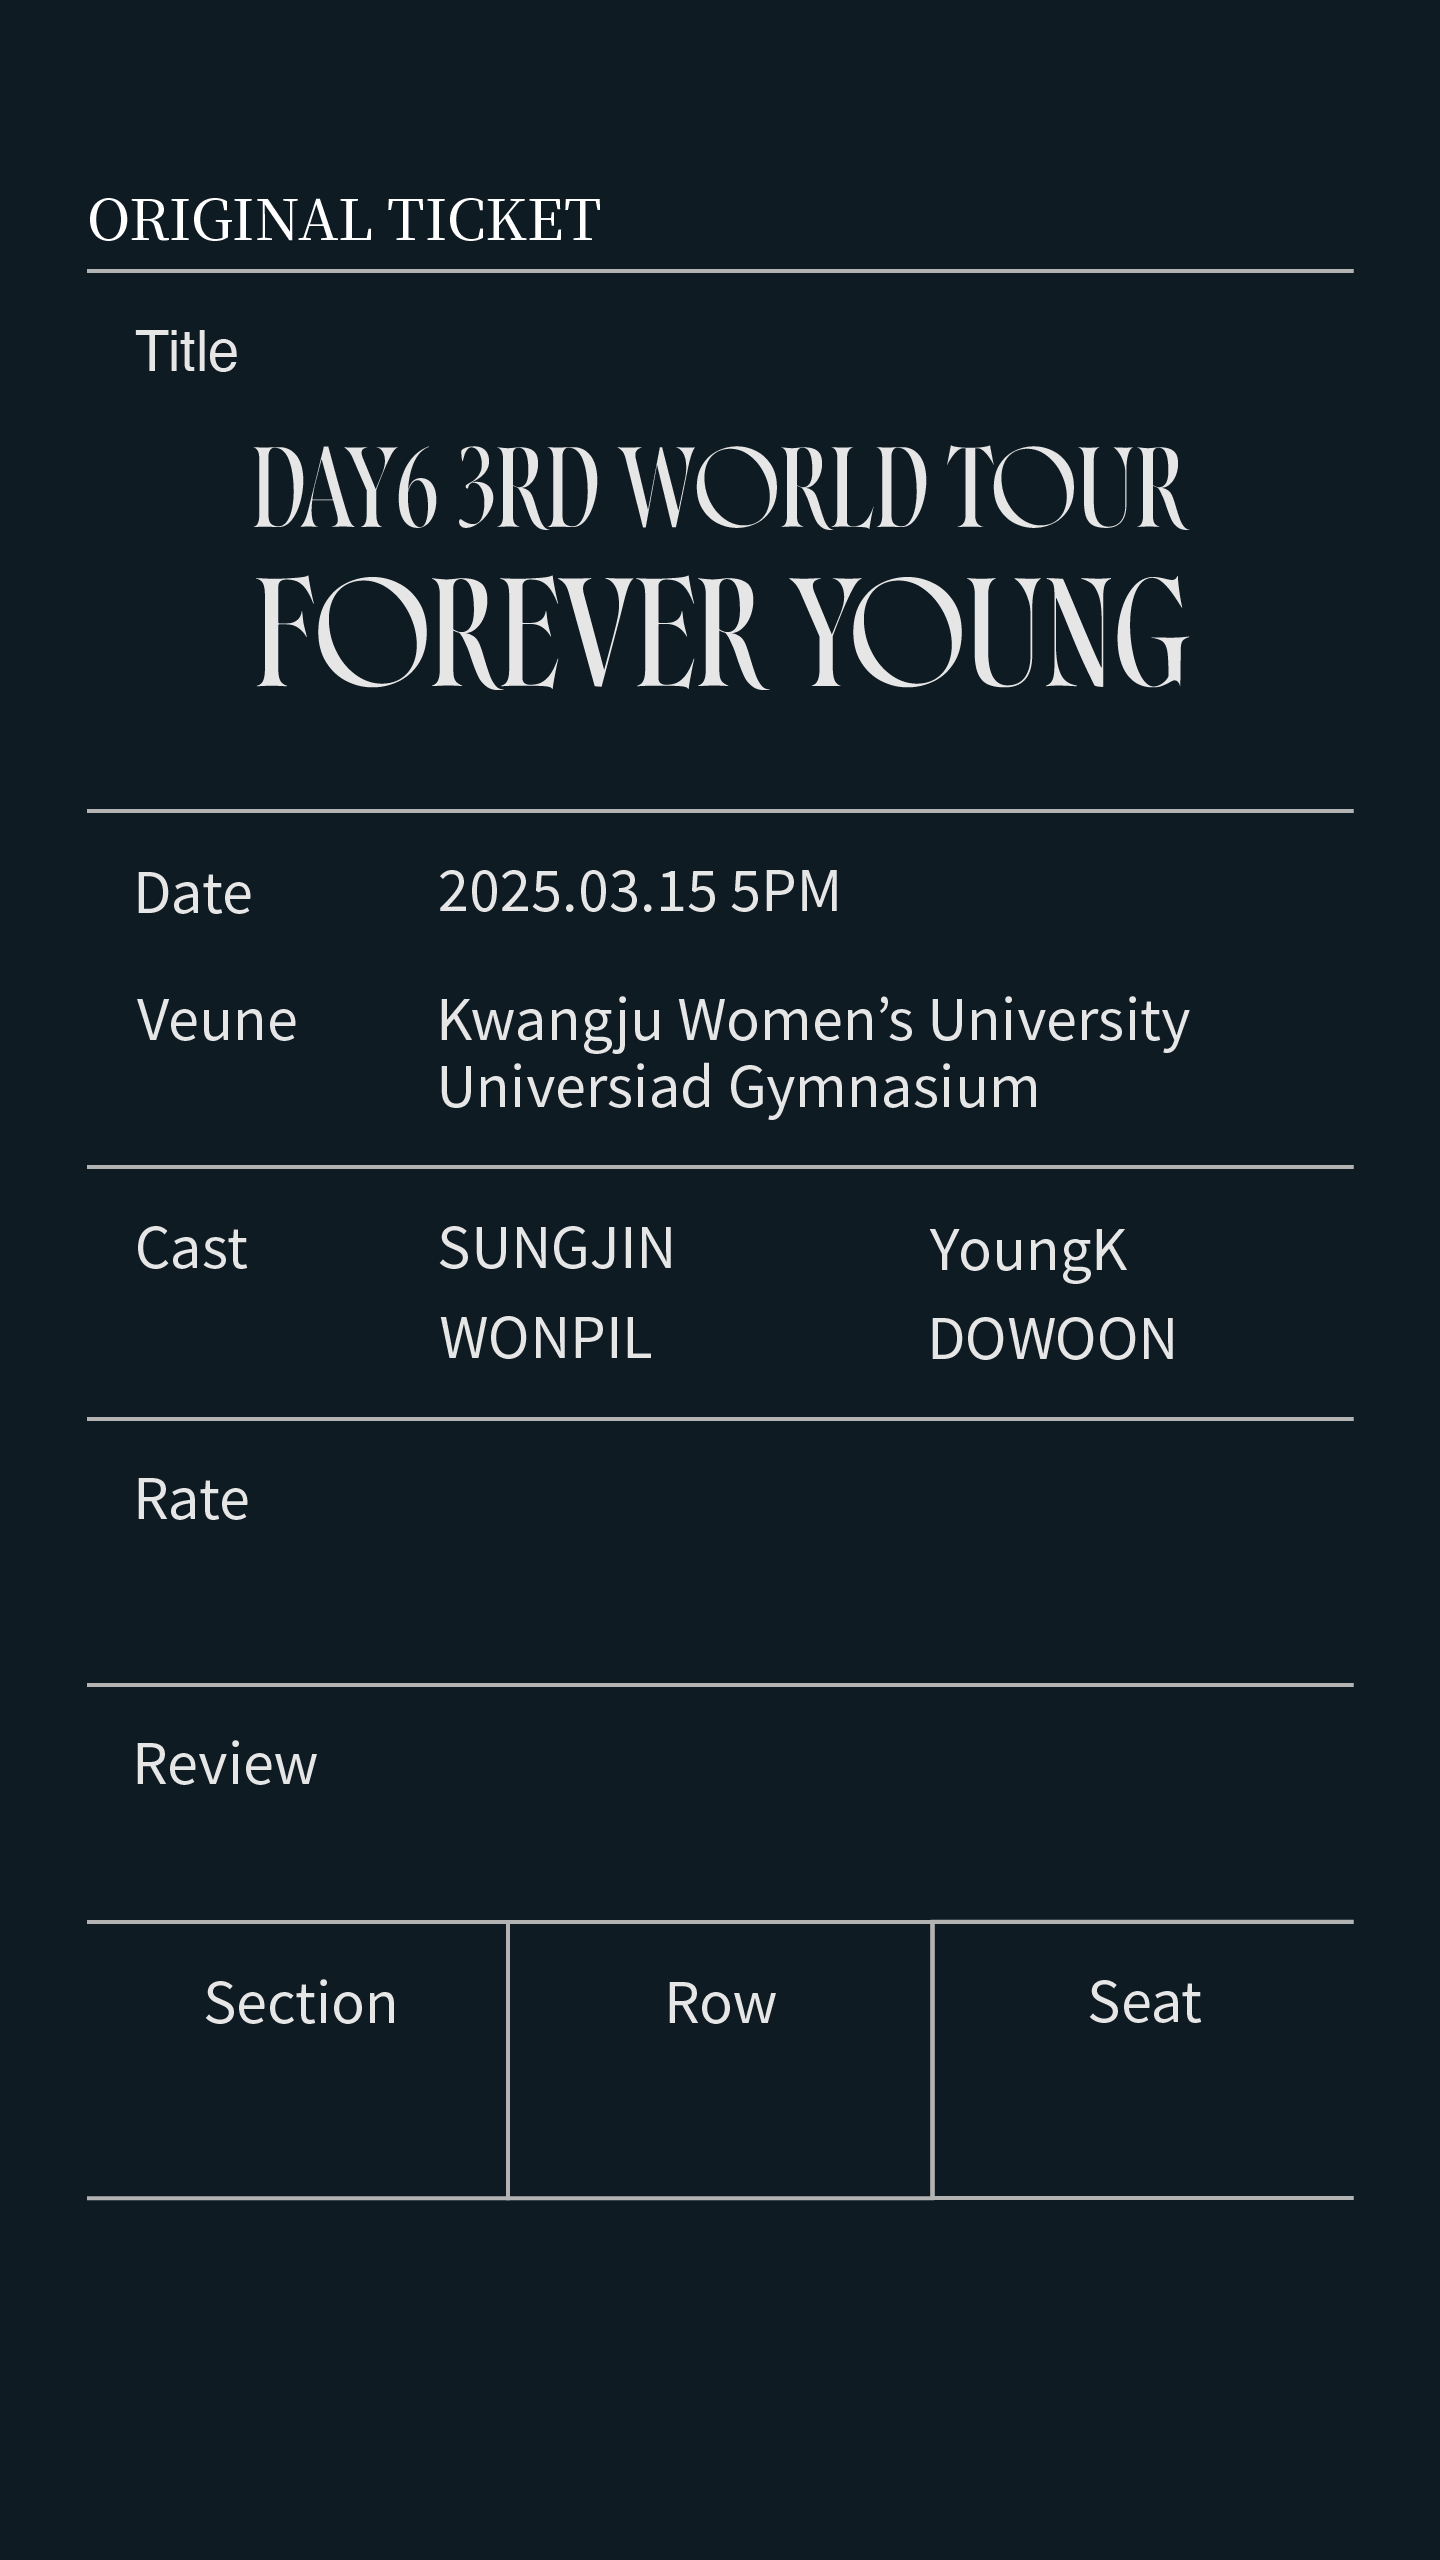 ORIGINAL TICKET
Title
DAY6 3RD WORLD TOUR
FOREVER YOUNG
Date 2025.03.15 5PM
Veune Kwangju Women’s University
Universiad Gymnasium
Cast SUNGJIN YoungK
WONPIL DOWOON
Rate
Review
Section Row Seat